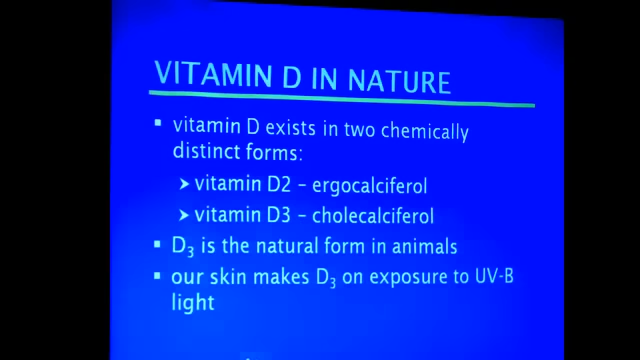 VITAMIN D IN NATURE
▪ vitamin D exists in two chemically
distinct forms:
➤ vitamin D2 – ergocalciferol
➤ vitamin D3 – cholecalciferol
▪ D₃ is the natural form in animals
▪ our skin makes D₃ on exposure to UV-B
light